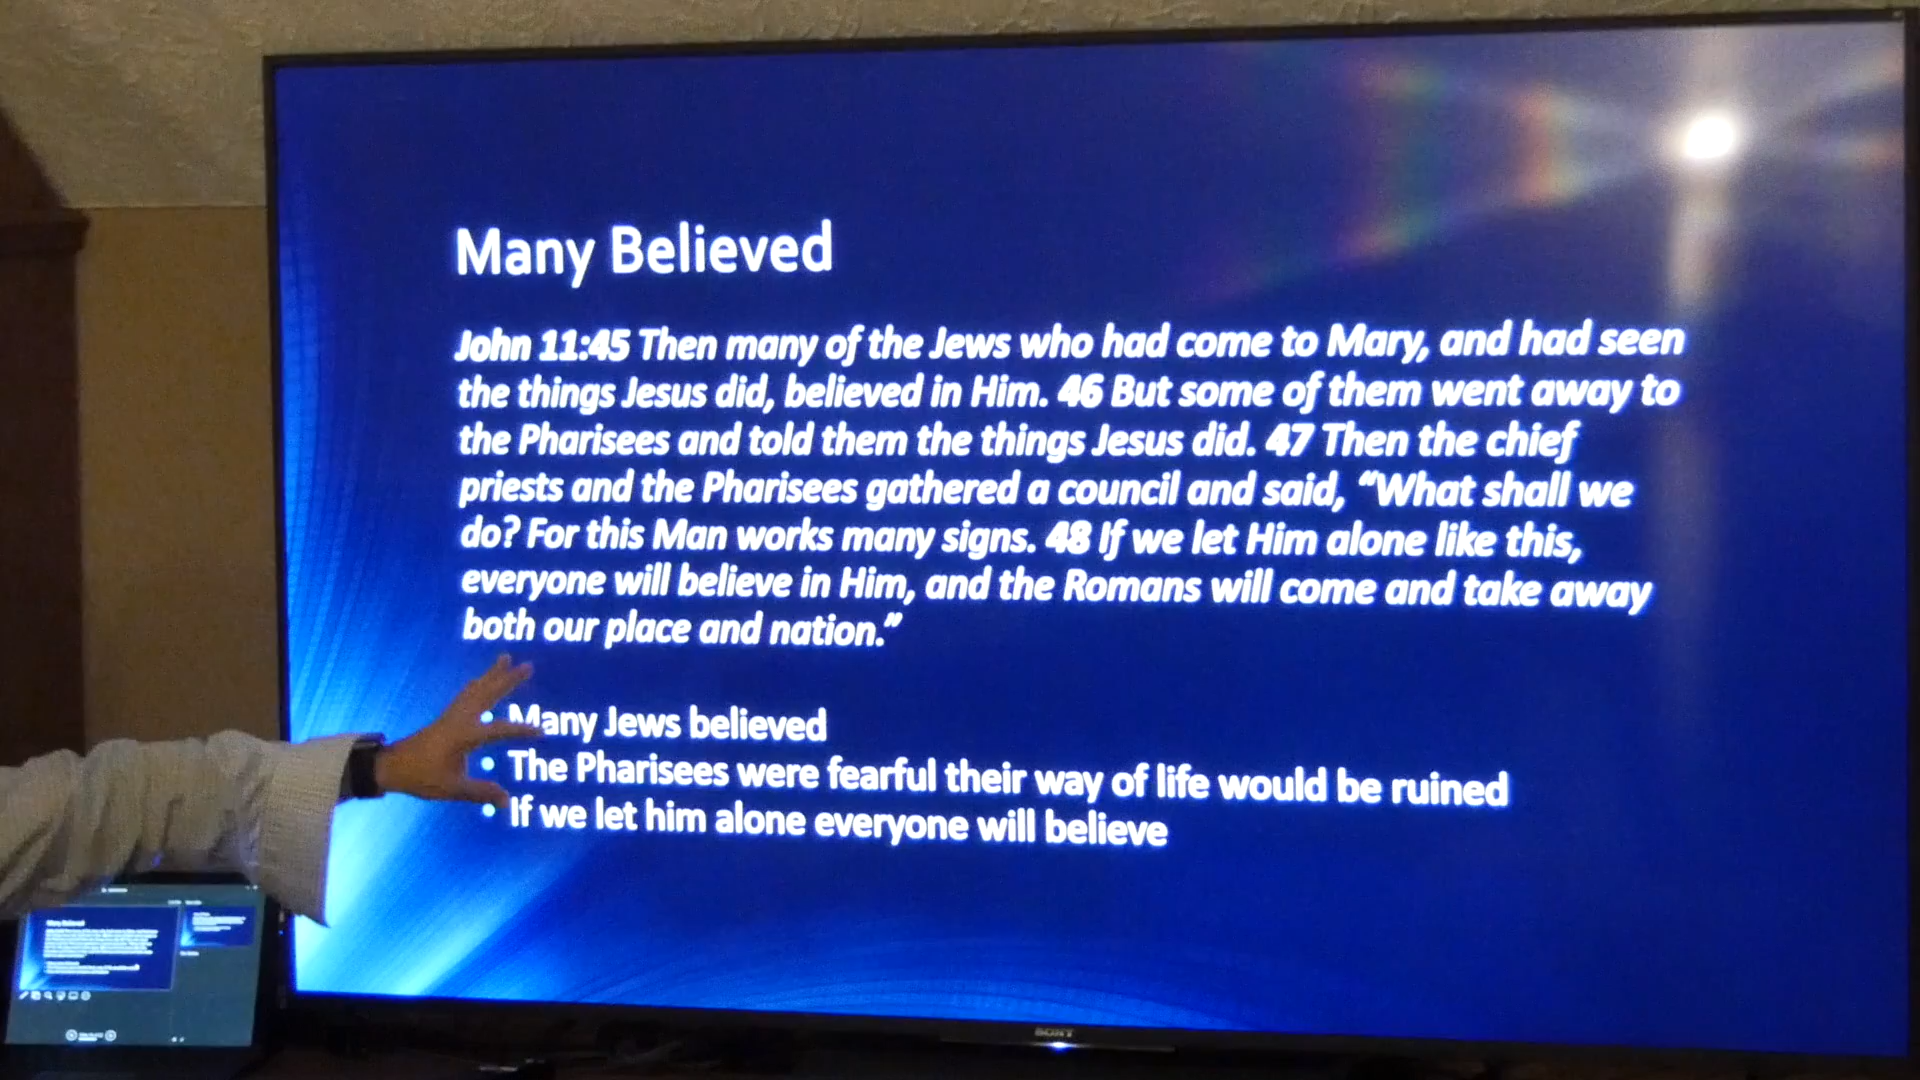 Many Believed
John 11:45 Then many of the Jews who had come to Mary, and had seen
the things Jesus did, believed in Him. 46 But some of them went away to
the Pharisees and told them the things Jesus did. 47 Then the chief
priests and the Pharisees gathered a council and said, “What shall we
do? For this Man works many signs. 48 If we let Him alone like this,
everyone will believe in Him, and the Romans will come and take away
both our place and nation.”
• Many Jews believed
• The Pharisees were fearful their way of life would be ruined
• If we let him alone everyone will believe
SONY
Many Believed